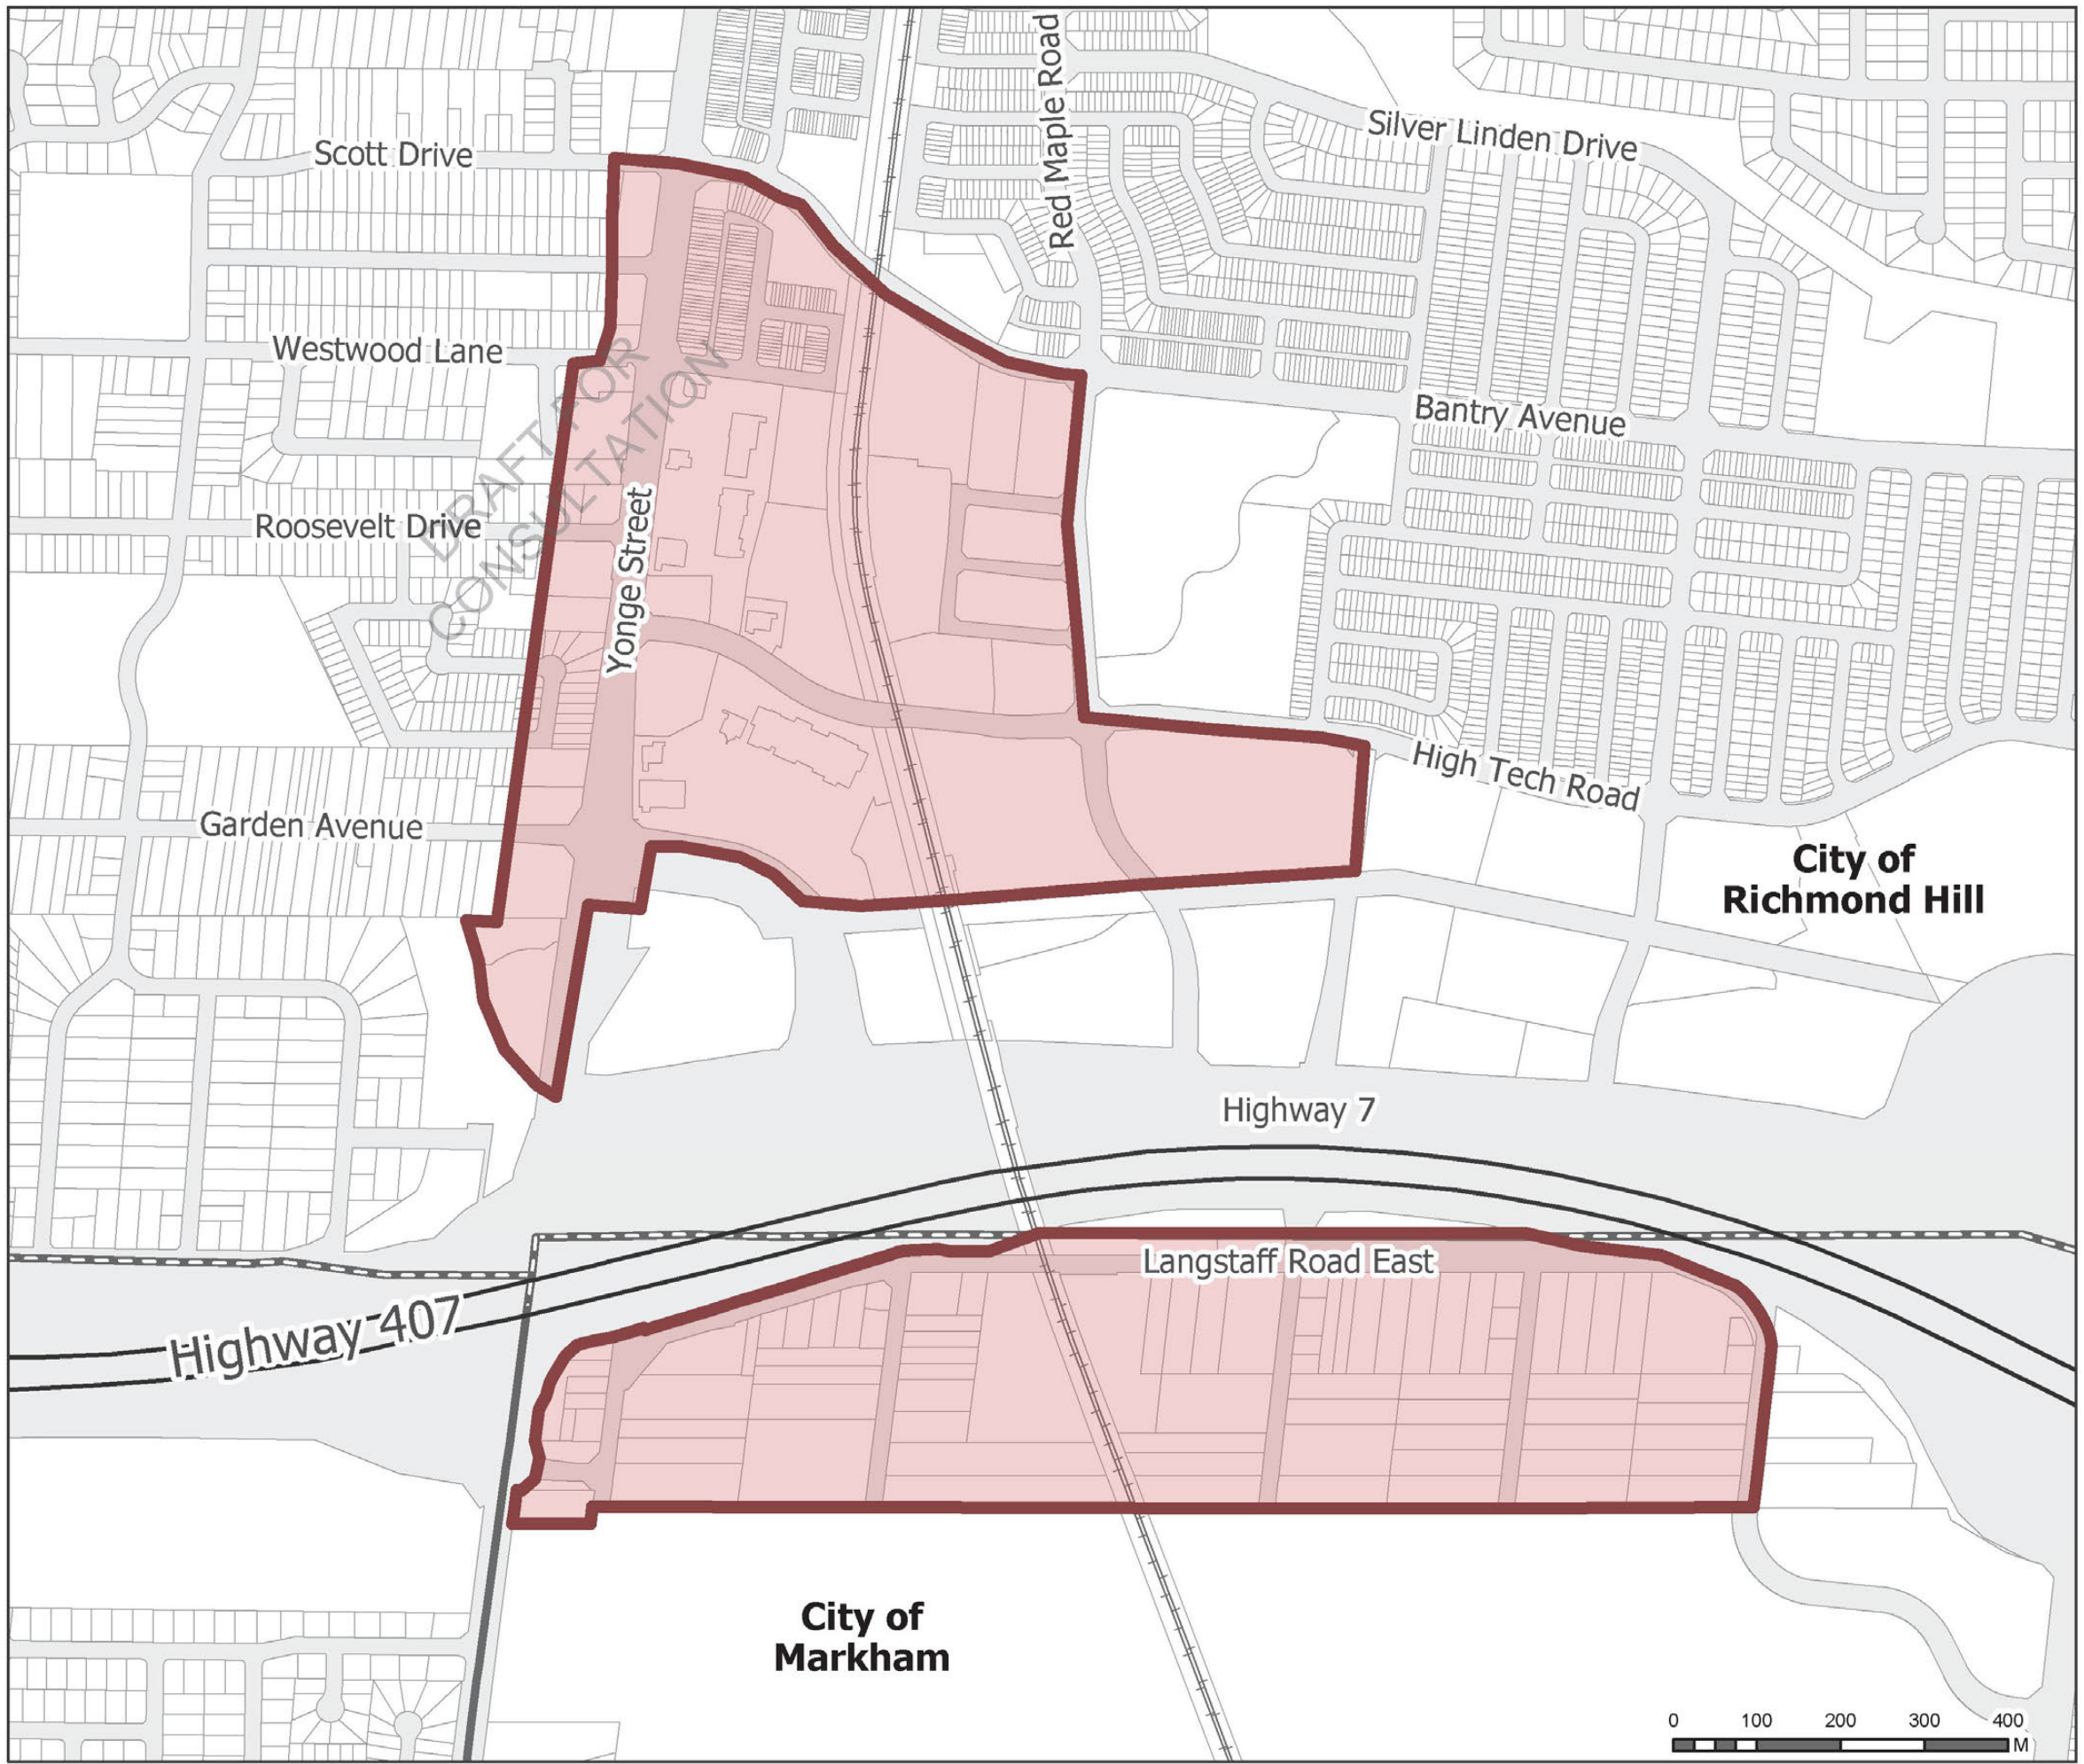 Red Maple Road
Silver Linden Drive
Scott Drive
Westwood Lane
DRAFT FOR
CONSULTATION
Bantry Avenue
Roosevelt Drive
Yonge Street
High Tech Road
Garden Avenue
City of
Richmond Hill
Highway 7
Langstaff Road East
Highway 407
City of
Markham
0 100 200 300 400
M